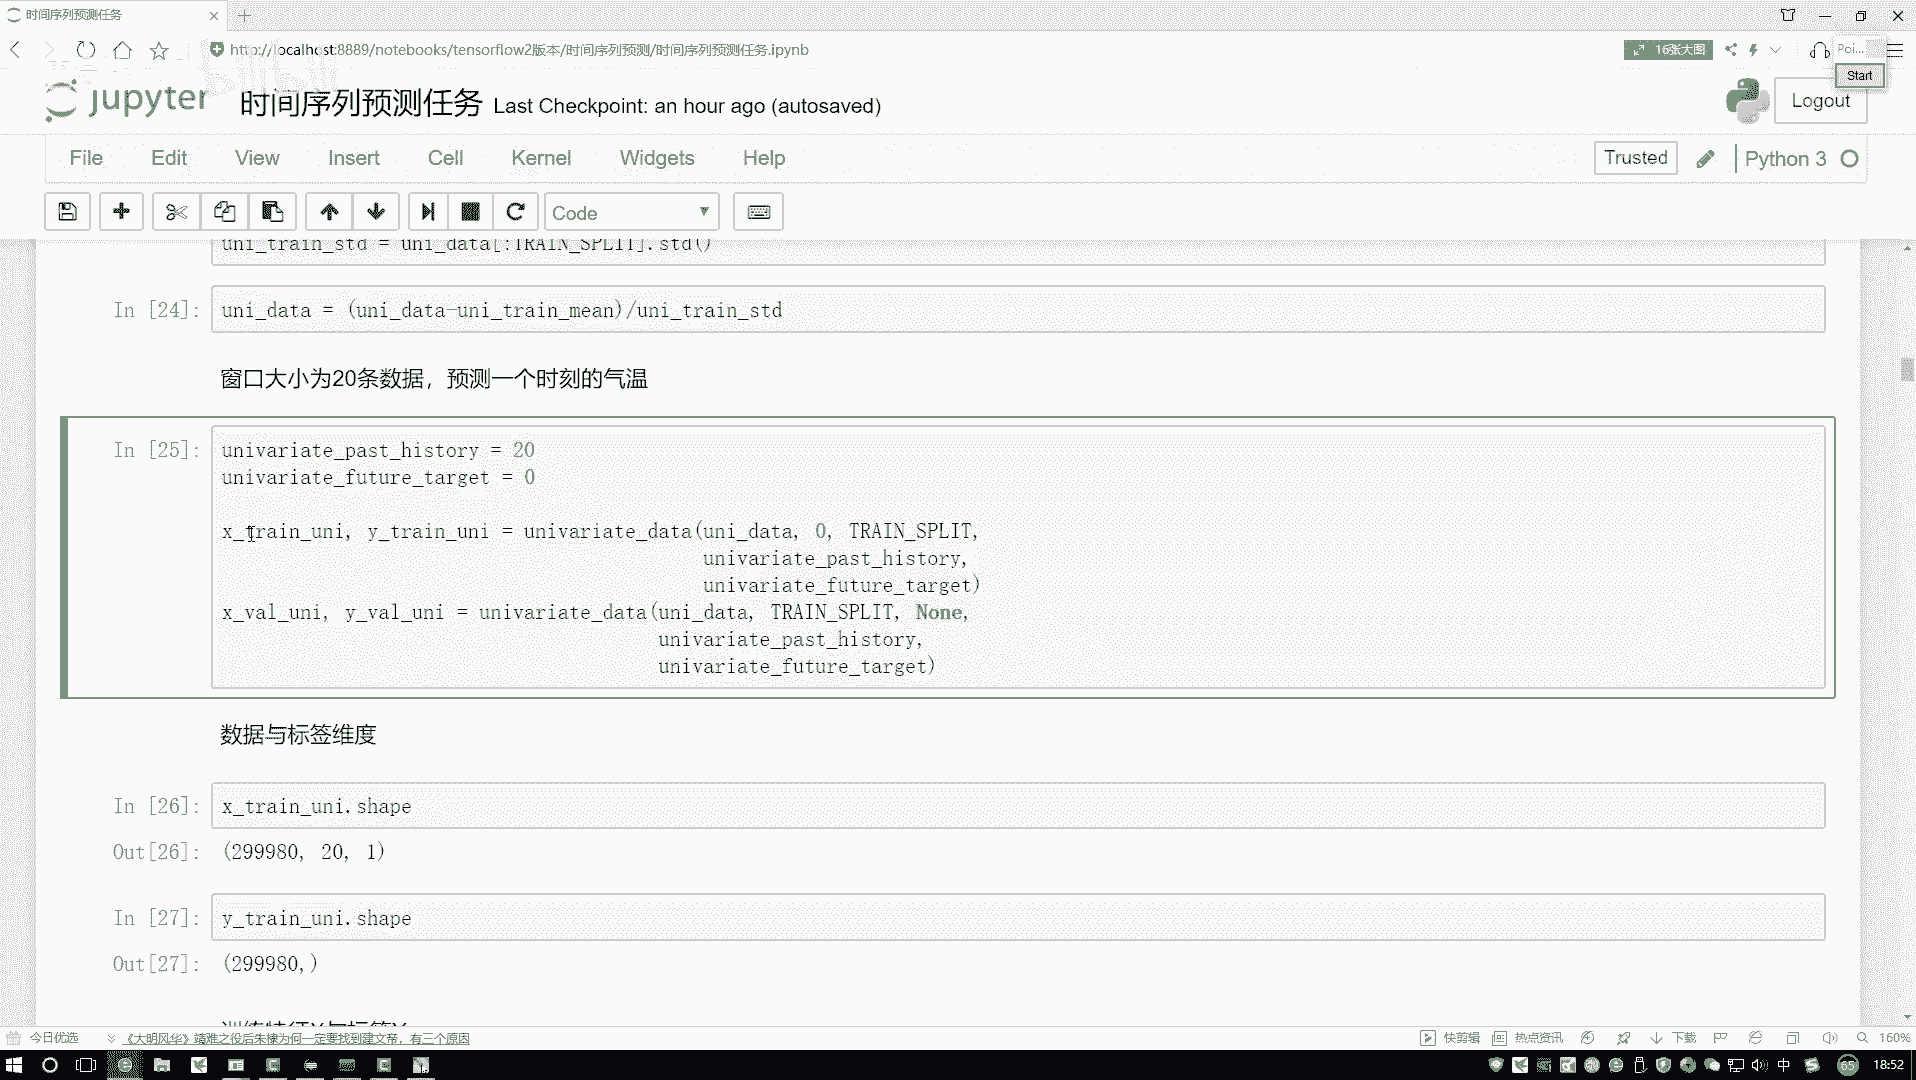 时间序列预测任务
http://localhost:8889/notebooks/tensorflow2版本/时间序列预测/时间序列预测任务.ipynb
16张大图
Poi...
Start
jupyter 时间序列预测任务 Last Checkpoint: an hour ago (autosaved)
Logout
File Edit View Insert Cell Kernel Widgets Help
Trusted
Python 3
Code
uni_train_std = uni_data[:TRAIN_SPLIT].std()
In [24]: uni_data = (uni_data-uni_train_mean)/uni_train_std
窗口大小为20条数据，预测一个时刻的气温
In [25]: univariate_past_history = 20
univariate_future_target = 0
x_train_uni, y_train_uni = univariate_data(uni_data, 0, TRAIN_SPLIT,
univariate_past_history,
univariate_future_target)
x_val_uni, y_val_uni = univariate_data(uni_data, TRAIN_SPLIT, None,
univariate_past_history,
univariate_future_target)
数据与标签维度
In [26]: x_train_uni.shape
Out[26]: (299980, 20, 1)
In [27]: y_train_uni.shape
Out[27]: (299980,)
今日优选
《大明风华》靖难之役后朱棣为何一定要找到建文帝，有三个原因
快剪辑
热点资讯
下载
160%
中
65
18:52